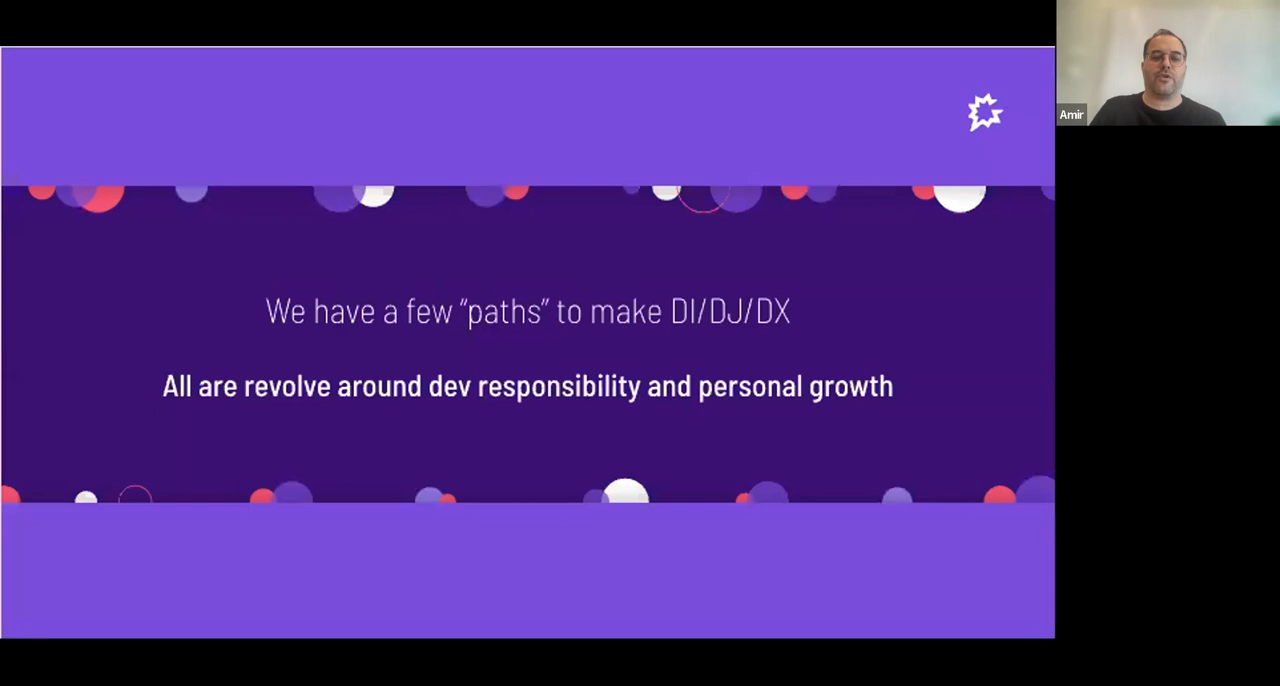 We have a few “paths” to make DI/DJ/DX
All are revolve around dev responsibility and personal growth
Amir